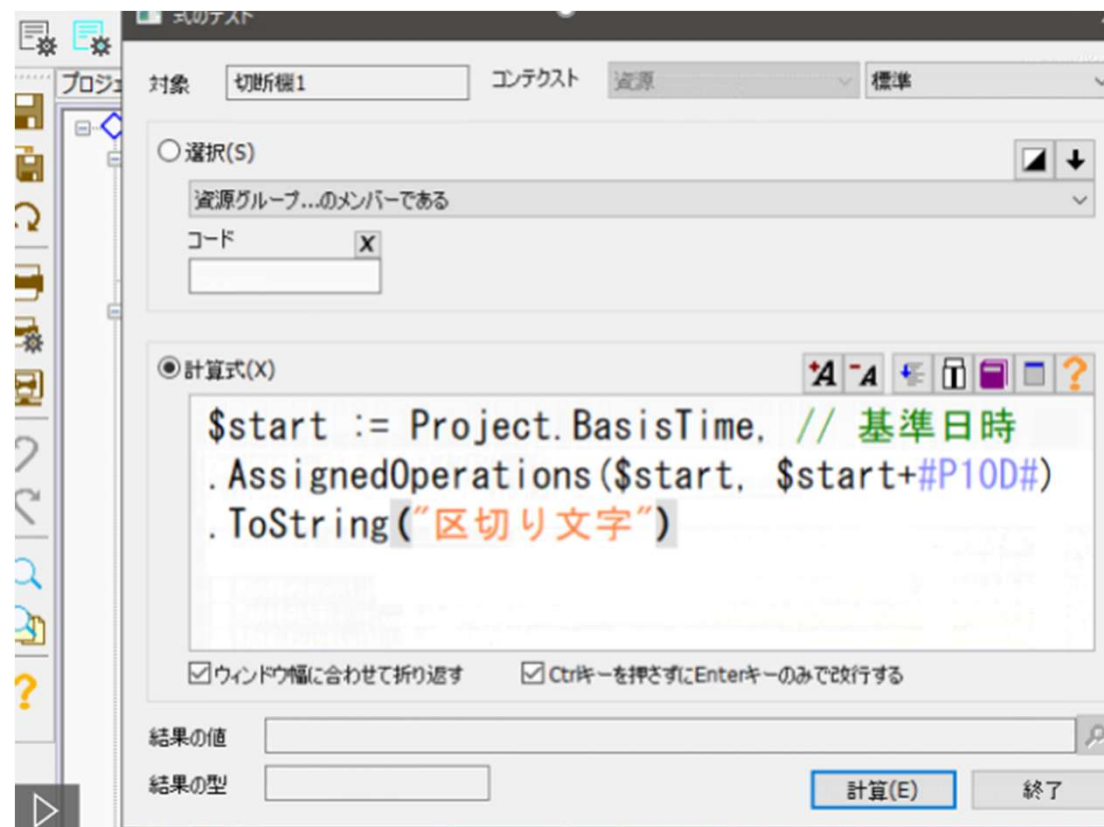 式のテスト
プロジェ
対象 切断機1 コンテクスト 資源 標準
選択(S)
資源グループ...のメンバーである
コード X
計算式(X)
$start := Project.BasisTime, // 基準日時
.AssignedOperations($start, $start+#P10D#)
.ToString("区切り文字")
ウィンドウ幅に合わせて折り返す Ctrlキーを押さずにEnterキーのみで改行する
結果の値
結果の型 計算(E) 終了